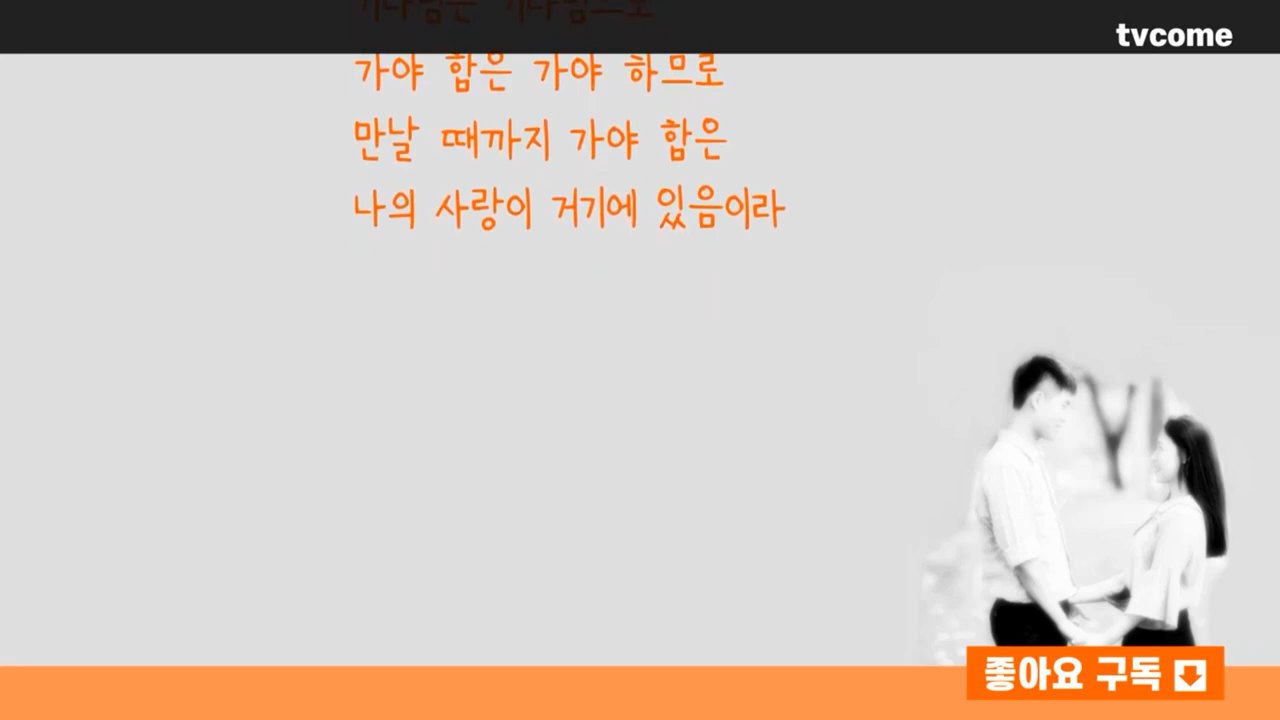 tvcome
가야 함은 가야 하므로
만날 때까지 가야 함은
나의 사랑이 거기에 있음이라
좋아요 구독